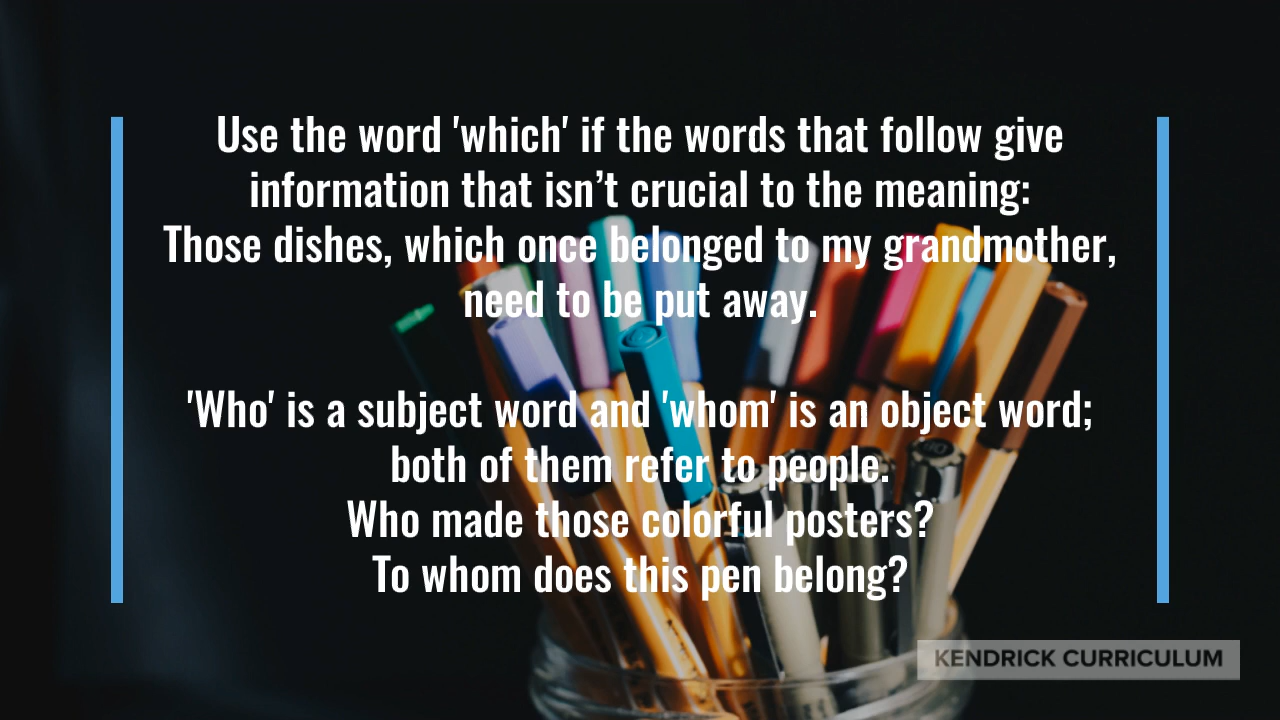 Use the word 'which' if the words that follow give
information that isn’t crucial to the meaning:
Those dishes, which once belonged to my grandmother,
need to be put away.
'Who' is a subject word and 'whom' is an object word;
both of them refer to people.
Who made those colorful posters?
To whom does this pen belong?
KENDRICK CURRICULUM